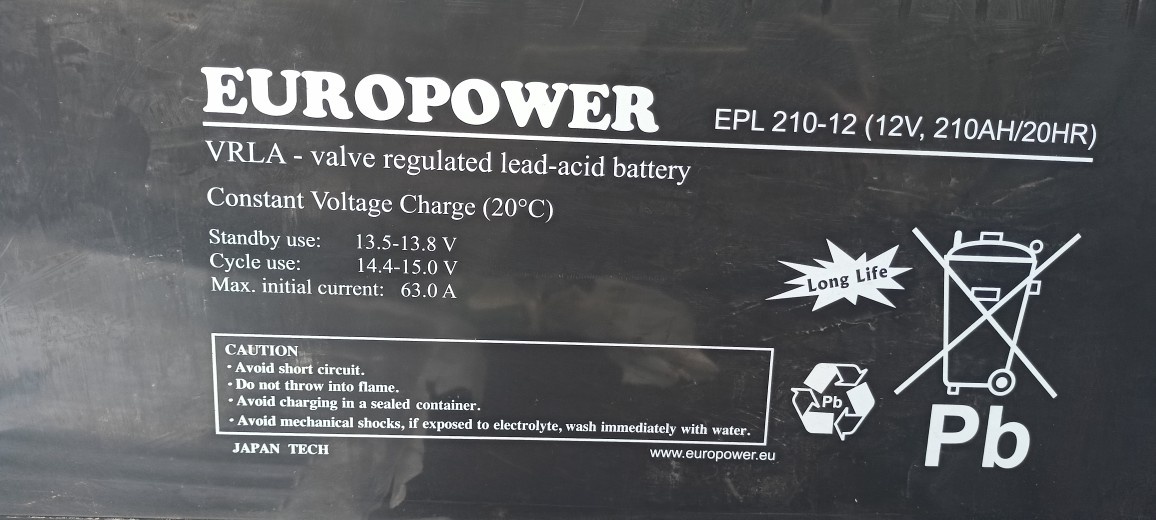 EUROPOWER EPL 210-12 (12V, 210AH/20HR)
VRLA - valve regulated lead-acid battery
Constant Voltage Charge (20°C)
Standby use: 13.5-13.8 V
Cycle use: 14.4-15.0 V
Max. initial current: 63.0 A
Long Life
CAUTION
· Avoid short circuit.
· Do not throw into flame.
· Avoid charging in a sealed container.
· Avoid mechanical shocks, if exposed to electrolyte, wash immediately with water.
Pb
Pb
JAPAN TECH
www.europower.eu